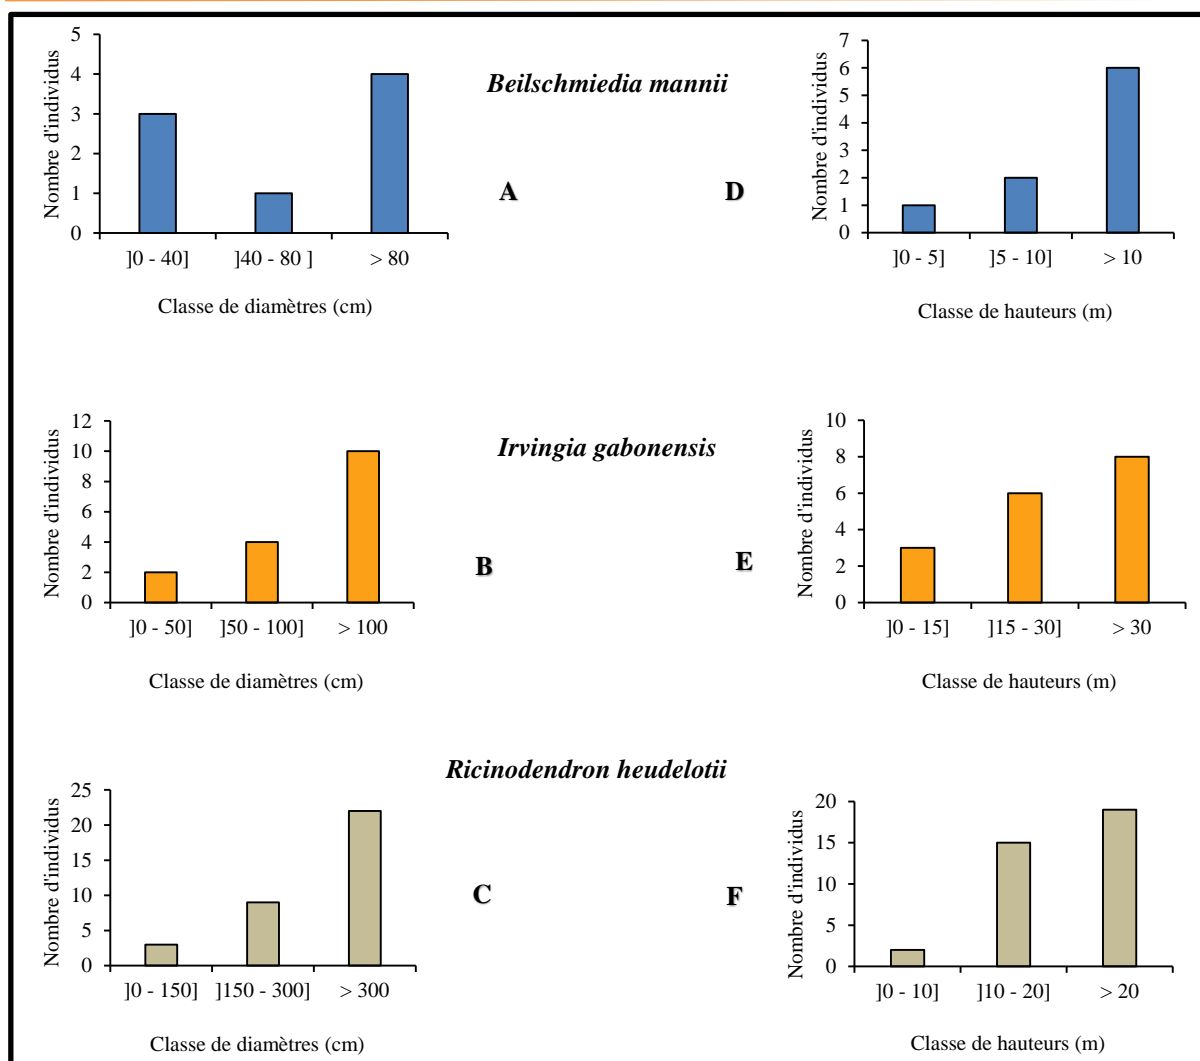 Beilschmiedia mannii
Nombre d'individus
5
4
3
2
1
0
]0 - 40] ]40 - 80 ] > 80
Classe de diamètres (cm)
A
D
Nombre d'individus
7
6
5
4
3
2
1
0
]0 - 5] ]5 - 10] > 10
Classe de hauteurs (m)
Irvingia gabonensis
Nombre d'individus
12
10
8
6
4
2
0
]0 - 50] ]50 - 100] > 100
Classe de diamètres (cm)
B
E
Nombre d'individus
10
8
6
4
2
0
]0 - 15] ]15 - 30] > 30
Classe de hauteurs (m)
Ricinodendron heudelotii
Nombre d'individus
25
20
15
10
5
0
]0 - 150] ]150 - 300] > 300
Classe de diamètres (cm)
C
F
Nombre d'individus
20
15
10
5
0
]0 - 10] ]10 - 20] > 20
Classe de hauteurs (m)